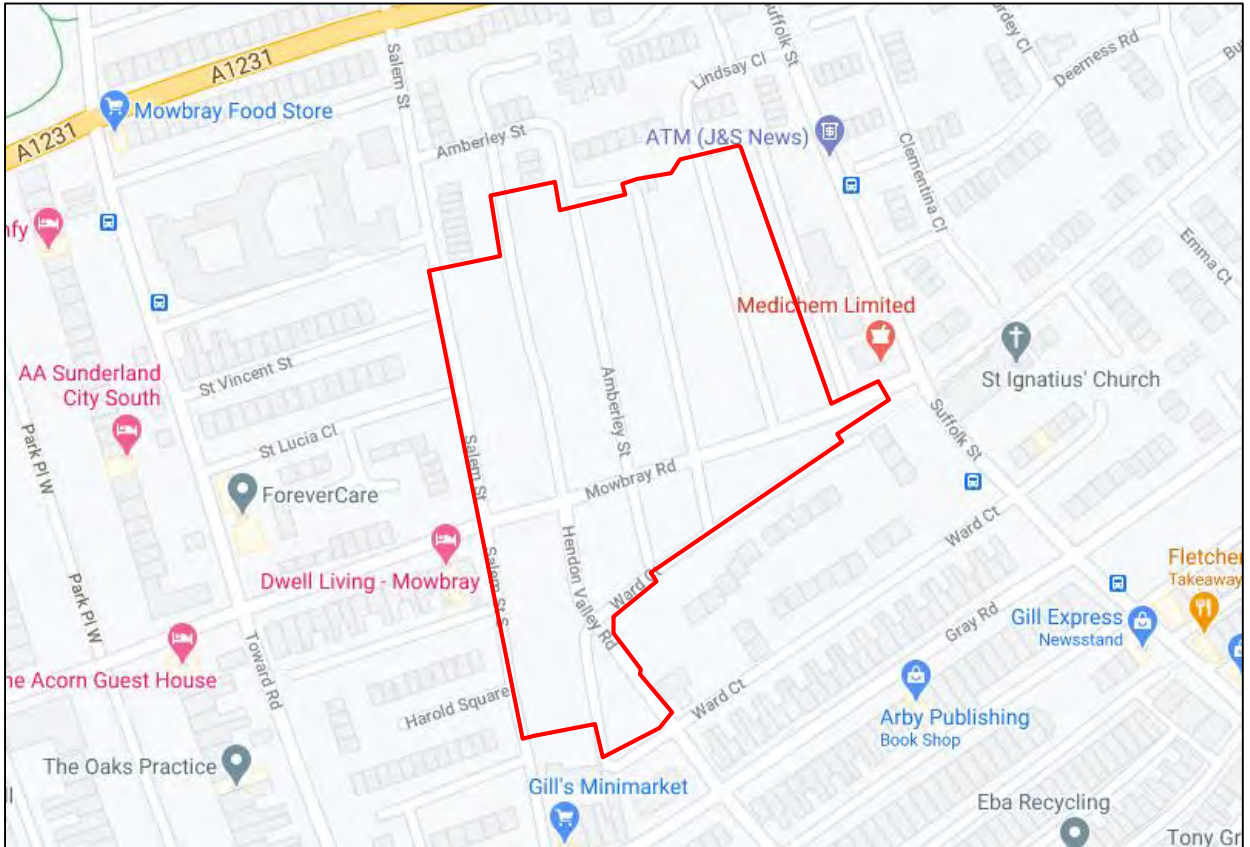 A1231
Mowbray Food Store
A1231
Salem St
Amberley St
Lindsay Cl
Suffolk St
Deerness Rd
ATM (J&S News)
Clementina Cl
Emma Ct
Medichem Limited
St Ignatius' Church
St Vincent St
AA Sunderland
City South
Park Pl W
St Lucia Cl
ForeverCare
Amberley St
Salem St
Mowbray Rd
Suffolk St
Hendon Valley Rd
Ward Ct
Ward Ct
Dwell Living - Mowbray
Salem St S
Park Pl W
Toward Rd
Acorn Guest House
Harold Square
Ward Ct
Gray Rd
Gill Express
Newsstand
Takeaway
Arby Publishing
Book Shop
The Oaks Practice
Gill's Minimarket
Eba Recycling
Tony Gr